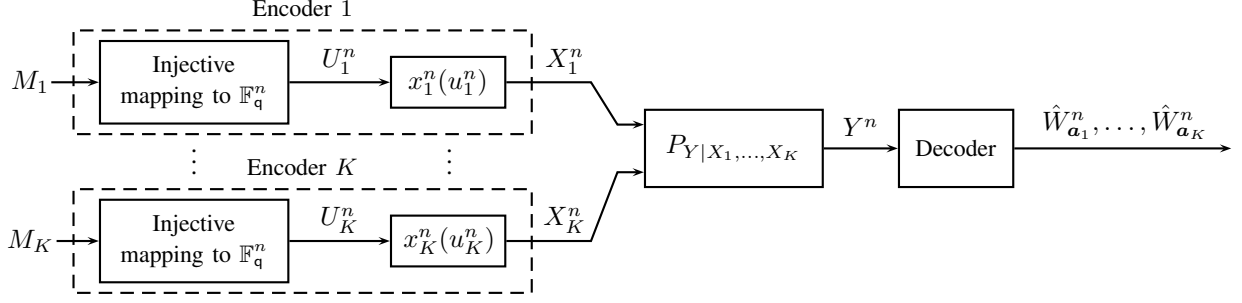 Encoder 1
M_1
Injective
mapping to 𝔽_q^n
U_1^n
x_1^n(u_1^n)
X_1^n
⋮ Encoder K ⋮
P_{Y|X_1,...,X_K}
Y^n
Decoder
Ŵ_{a_1}^n, . . . , Ŵ_{a_K}^n
M_K
Injective
mapping to 𝔽_q^n
U_K^n
x_K^n(u_K^n)
X_K^n